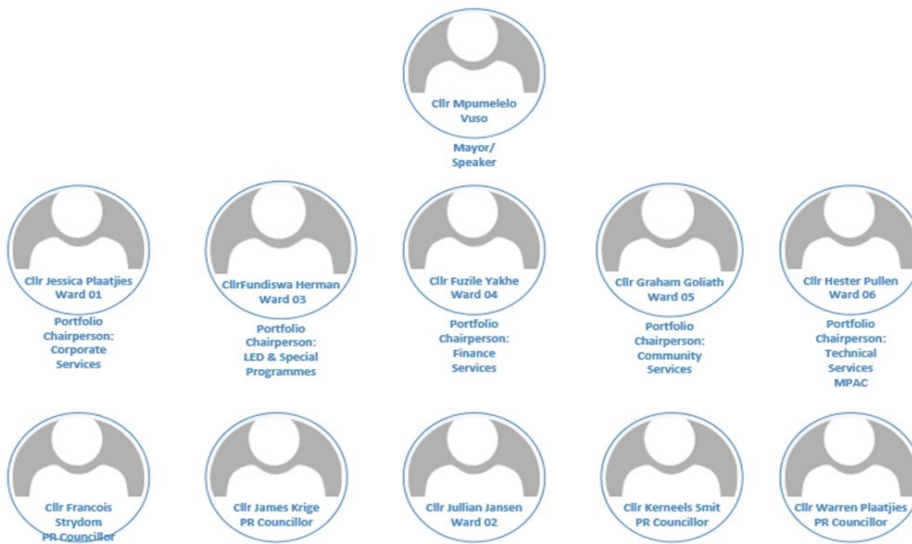 Cllr Mpumelelo
Vuso
Mayor/
Speaker
Cllr Jessica Plaatjies
Ward 01
Portfolio
Chairperson:
Corporate
Services
CllrFundiswa Herman
Ward 03
Portfolio
Chairperson:
LED & Special
Programmes
Cllr Fuzile Yakhe
Ward 04
Portfolio
Chairperson:
Finance
Services
Cllr Graham Goliath
Ward 05
Portfolio
Chairperson:
Community
Services
Cllr Hester Pullen
Ward 06
Portfolio
Chairperson:
Technical
Services
MPAC
Cllr Francois
Strydom
PR Councillor
Cllr James Krige
PR Councillor
Cllr Jullian Jansen
Ward 02
Cllr Kerneels Smit
PR Councillor
Cllr Warren Plaatjies
PR Councillor